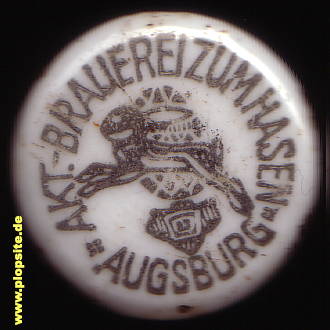 AKT.-BRAUEREI ZUM HASEN
AUGSBURG
© www.plopsite.de